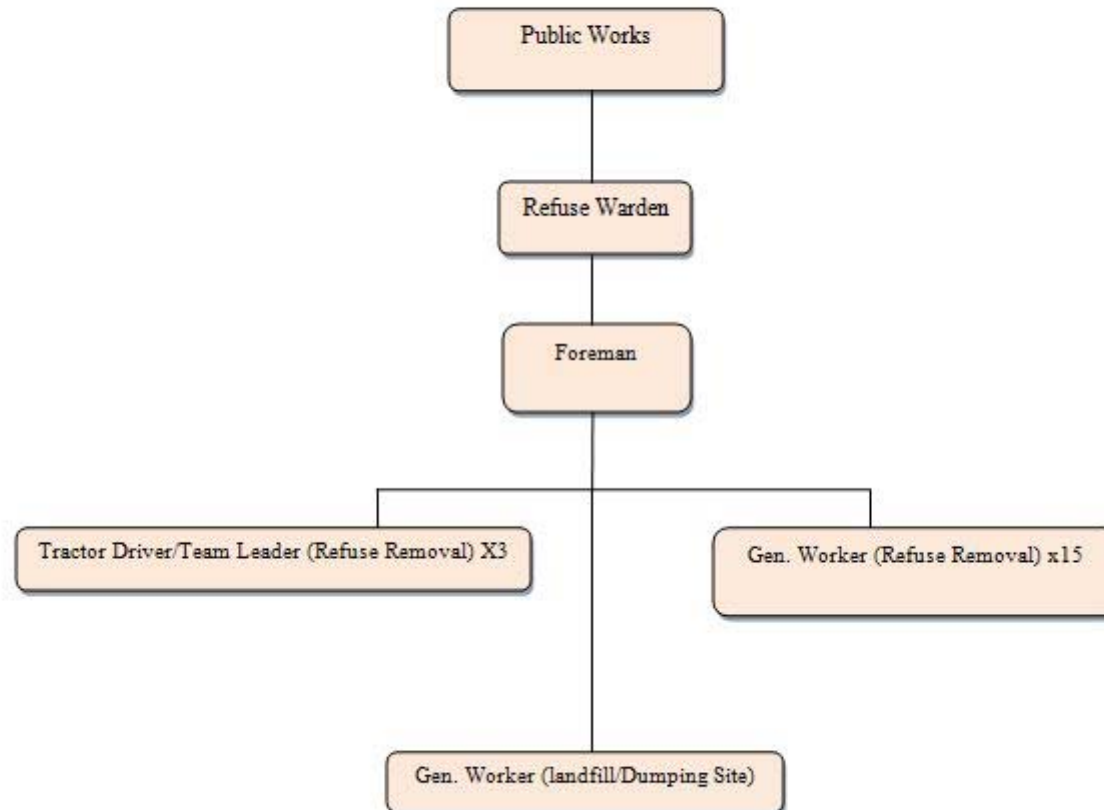 Public Works
Refuse Warden
Foreman
Tractor Driver/Team Leader (Refuse Removal) X3
Gen. Worker (Refuse Removal) x15
Gen. Worker (landfill/Dumping Site)